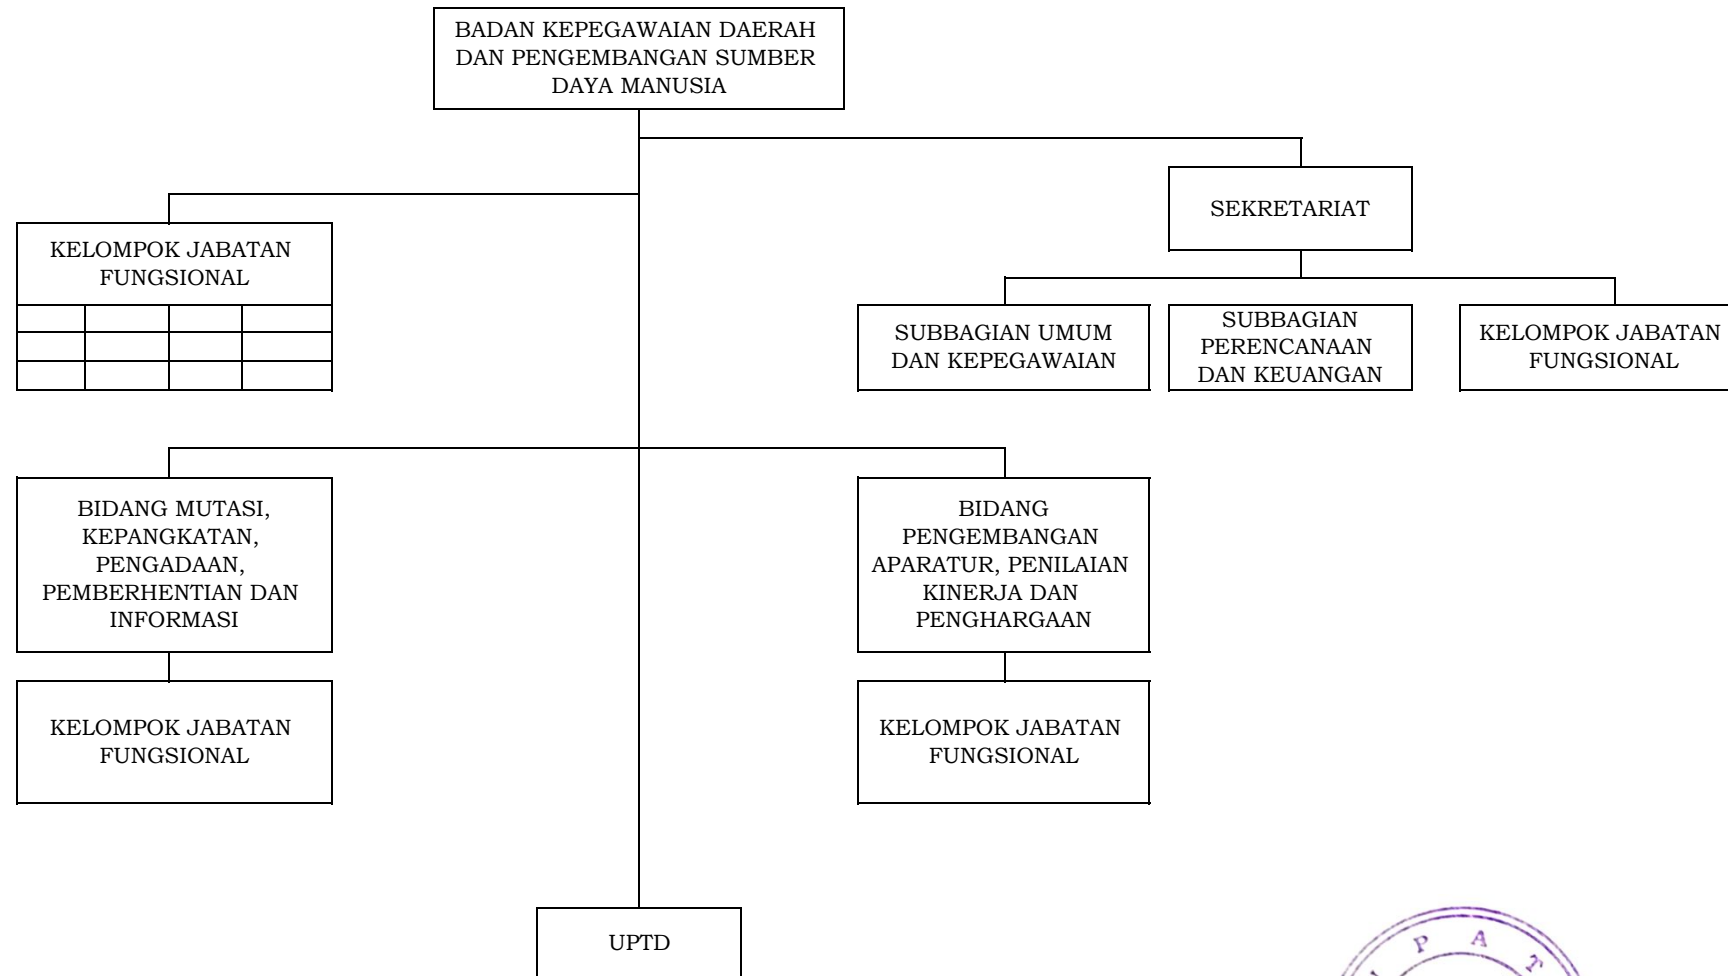 BADAN KEPEGAWAIAN DAERAH
DAN PENGEMBANGAN SUMBER
DAYA MANUSIA
SEKRETARIAT
KELOMPOK JABATAN
FUNGSIONAL
SUBBAGIAN UMUM
DAN KEPEGAWAIAN
SUBBAGIAN
PERENCANAAN
DAN KEUANGAN
KELOMPOK JABATAN
FUNGSIONAL
BIDANG MUTASI,
KEPANGKATAN,
PENGADAAN,
PEMBERHENTIAN DAN
INFORMASI
BIDANG
PENGEMBANGAN
APARATUR, PENILAIAN
KINERJA DAN
PENGHARGAAN
KELOMPOK JABATAN
FUNGSIONAL
KELOMPOK JABATAN
FUNGSIONAL
UPTD
P A T